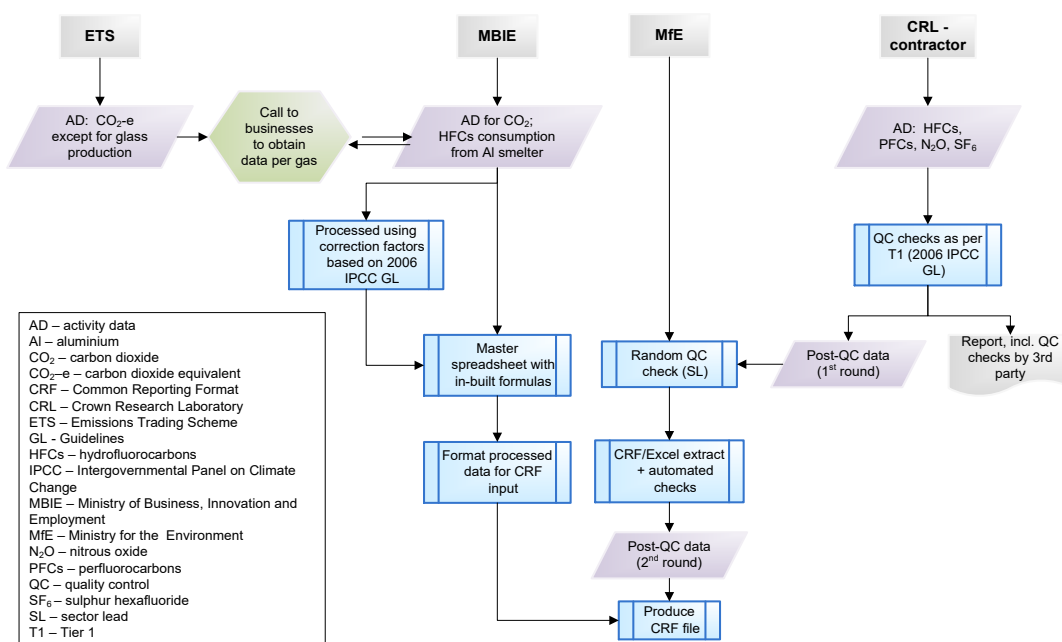 ETS
MBIE
MfE
CRL -
contractor
AD: CO₂-e
except for glass
production
Call to
businesses
to obtain
data per gas
AD for CO₂;
HFCs consumption
from Al smelter
AD: HFCs,
PFCs, N₂O, SF₆
Processed using
correction factors
based on 2006
IPCC GL
QC checks as per
T1 (2006 IPCC
GL)
Master
spreadsheet with
in-built formulas
Random QC
check (SL)
Post-QC data
(1st round)
Report, incl. QC
checks by 3rd
party
Format processed
data for CRF
input
CRF/Excel extract
+ automated
checks
Post-QC data
(2nd round)
Produce
CRF file
AD – activity data
Al – aluminium
CO₂ – carbon dioxide
CO₂–e – carbon dioxide equivalent
CRF – Common Reporting Format
CRL – Crown Research Laboratory
ETS – Emissions Trading Scheme
GL - Guidelines
HFCs – hydrofluorocarbons
IPCC – Intergovernmental Panel on Climate
Change
MBIE – Ministry of Business, Innovation and
Employment
MfE – Ministry for the Environment
N₂O – nitrous oxide
PFCs – perfluorocarbons
QC – quality control
SF₆ – sulphur hexafluoride
SL – sector lead
T1 – Tier 1